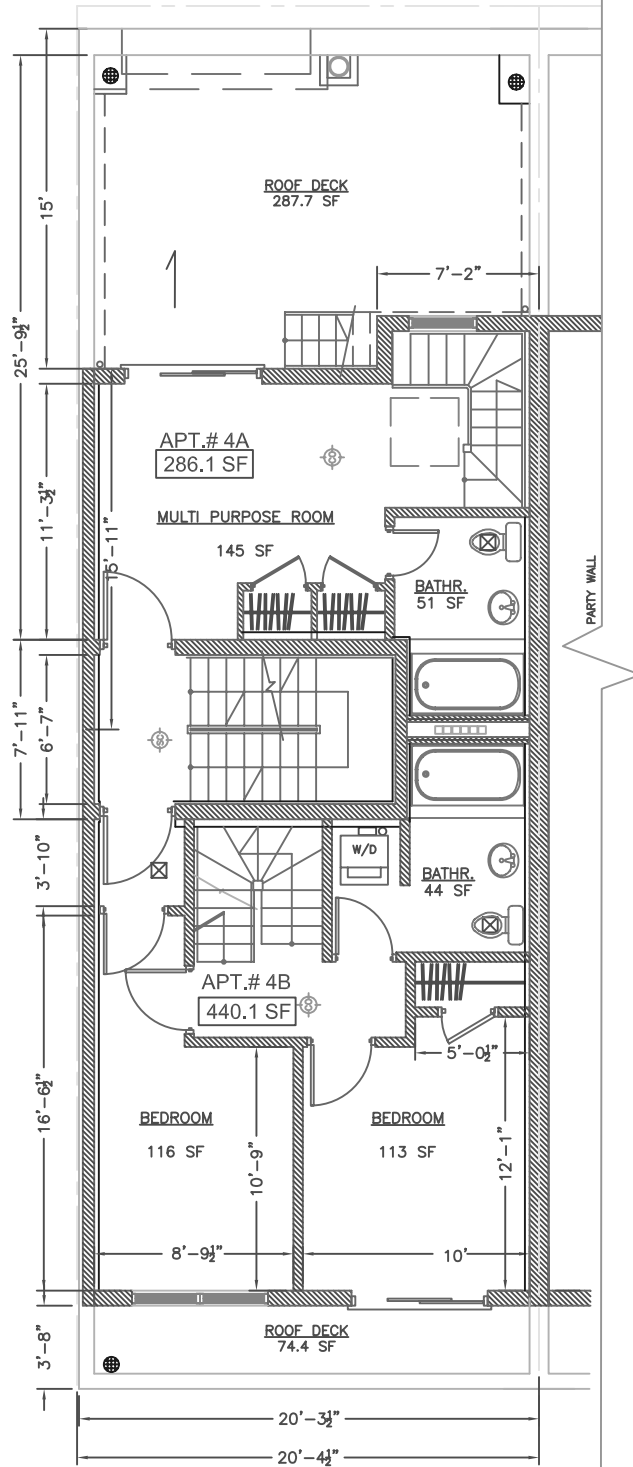 ROOF DECK
287.7 SF
15'
25'-9½"
7'-2"
APT.# 4A
286.1 SF
11'-3½"
MULTI PURPOSE ROOM
145 SF
15'-11"
BATHR.
51 SF
PARTY WALL
7'-11"
6'-7"
3'-10"
W/D
BATHR.
44 SF
APT.# 4B
440.1 SF
5'-0½"
16'-6½"
BEDROOM
116 SF
BEDROOM
113 SF
10'-9"
12'-1"
8'-9½"
10'
ROOF DECK
74.4 SF
3'-8"
20'-3½"
20'-4½"